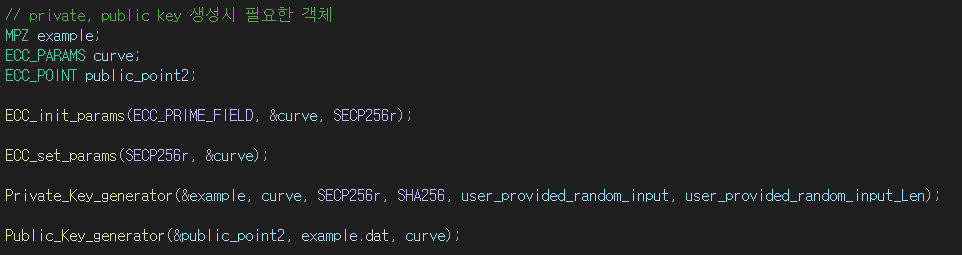 // private, public key 생성시 필요한 객체
MPZ example;
ECC_PARAMS curve;
ECC_POINT public_point2;
ECC_init_params(ECC_PRIME_FIELD, &curve, SECP256r);
ECC_set_params(SECP256r, &curve);
Private_Key_generator(&example, curve, SECP256r, SHA256, user_provided_random_input, user_provided_random_input_Len);
Public_Key_generator(&public_point2, example.dat, curve);